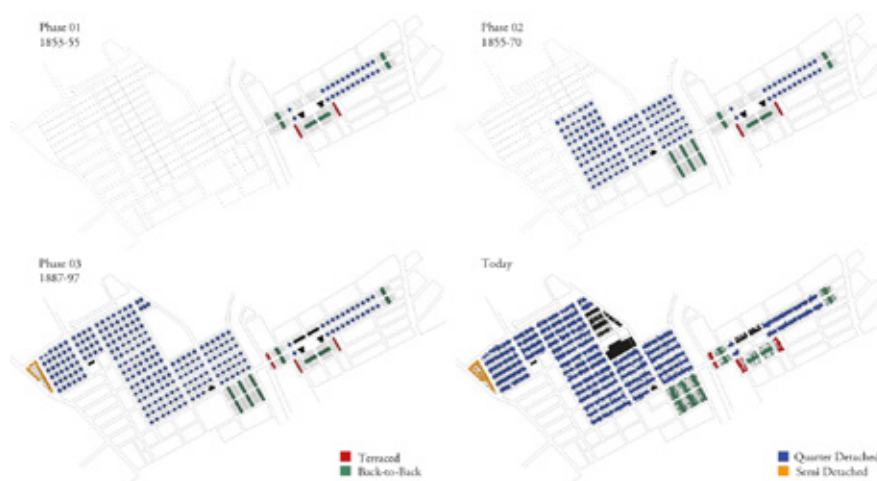 Phase 01
1853-55
Phase 02
1855-70
Phase 03
1887-97
Today
Terraced
Back-to-Back
Quarter Detached
Semi Detached